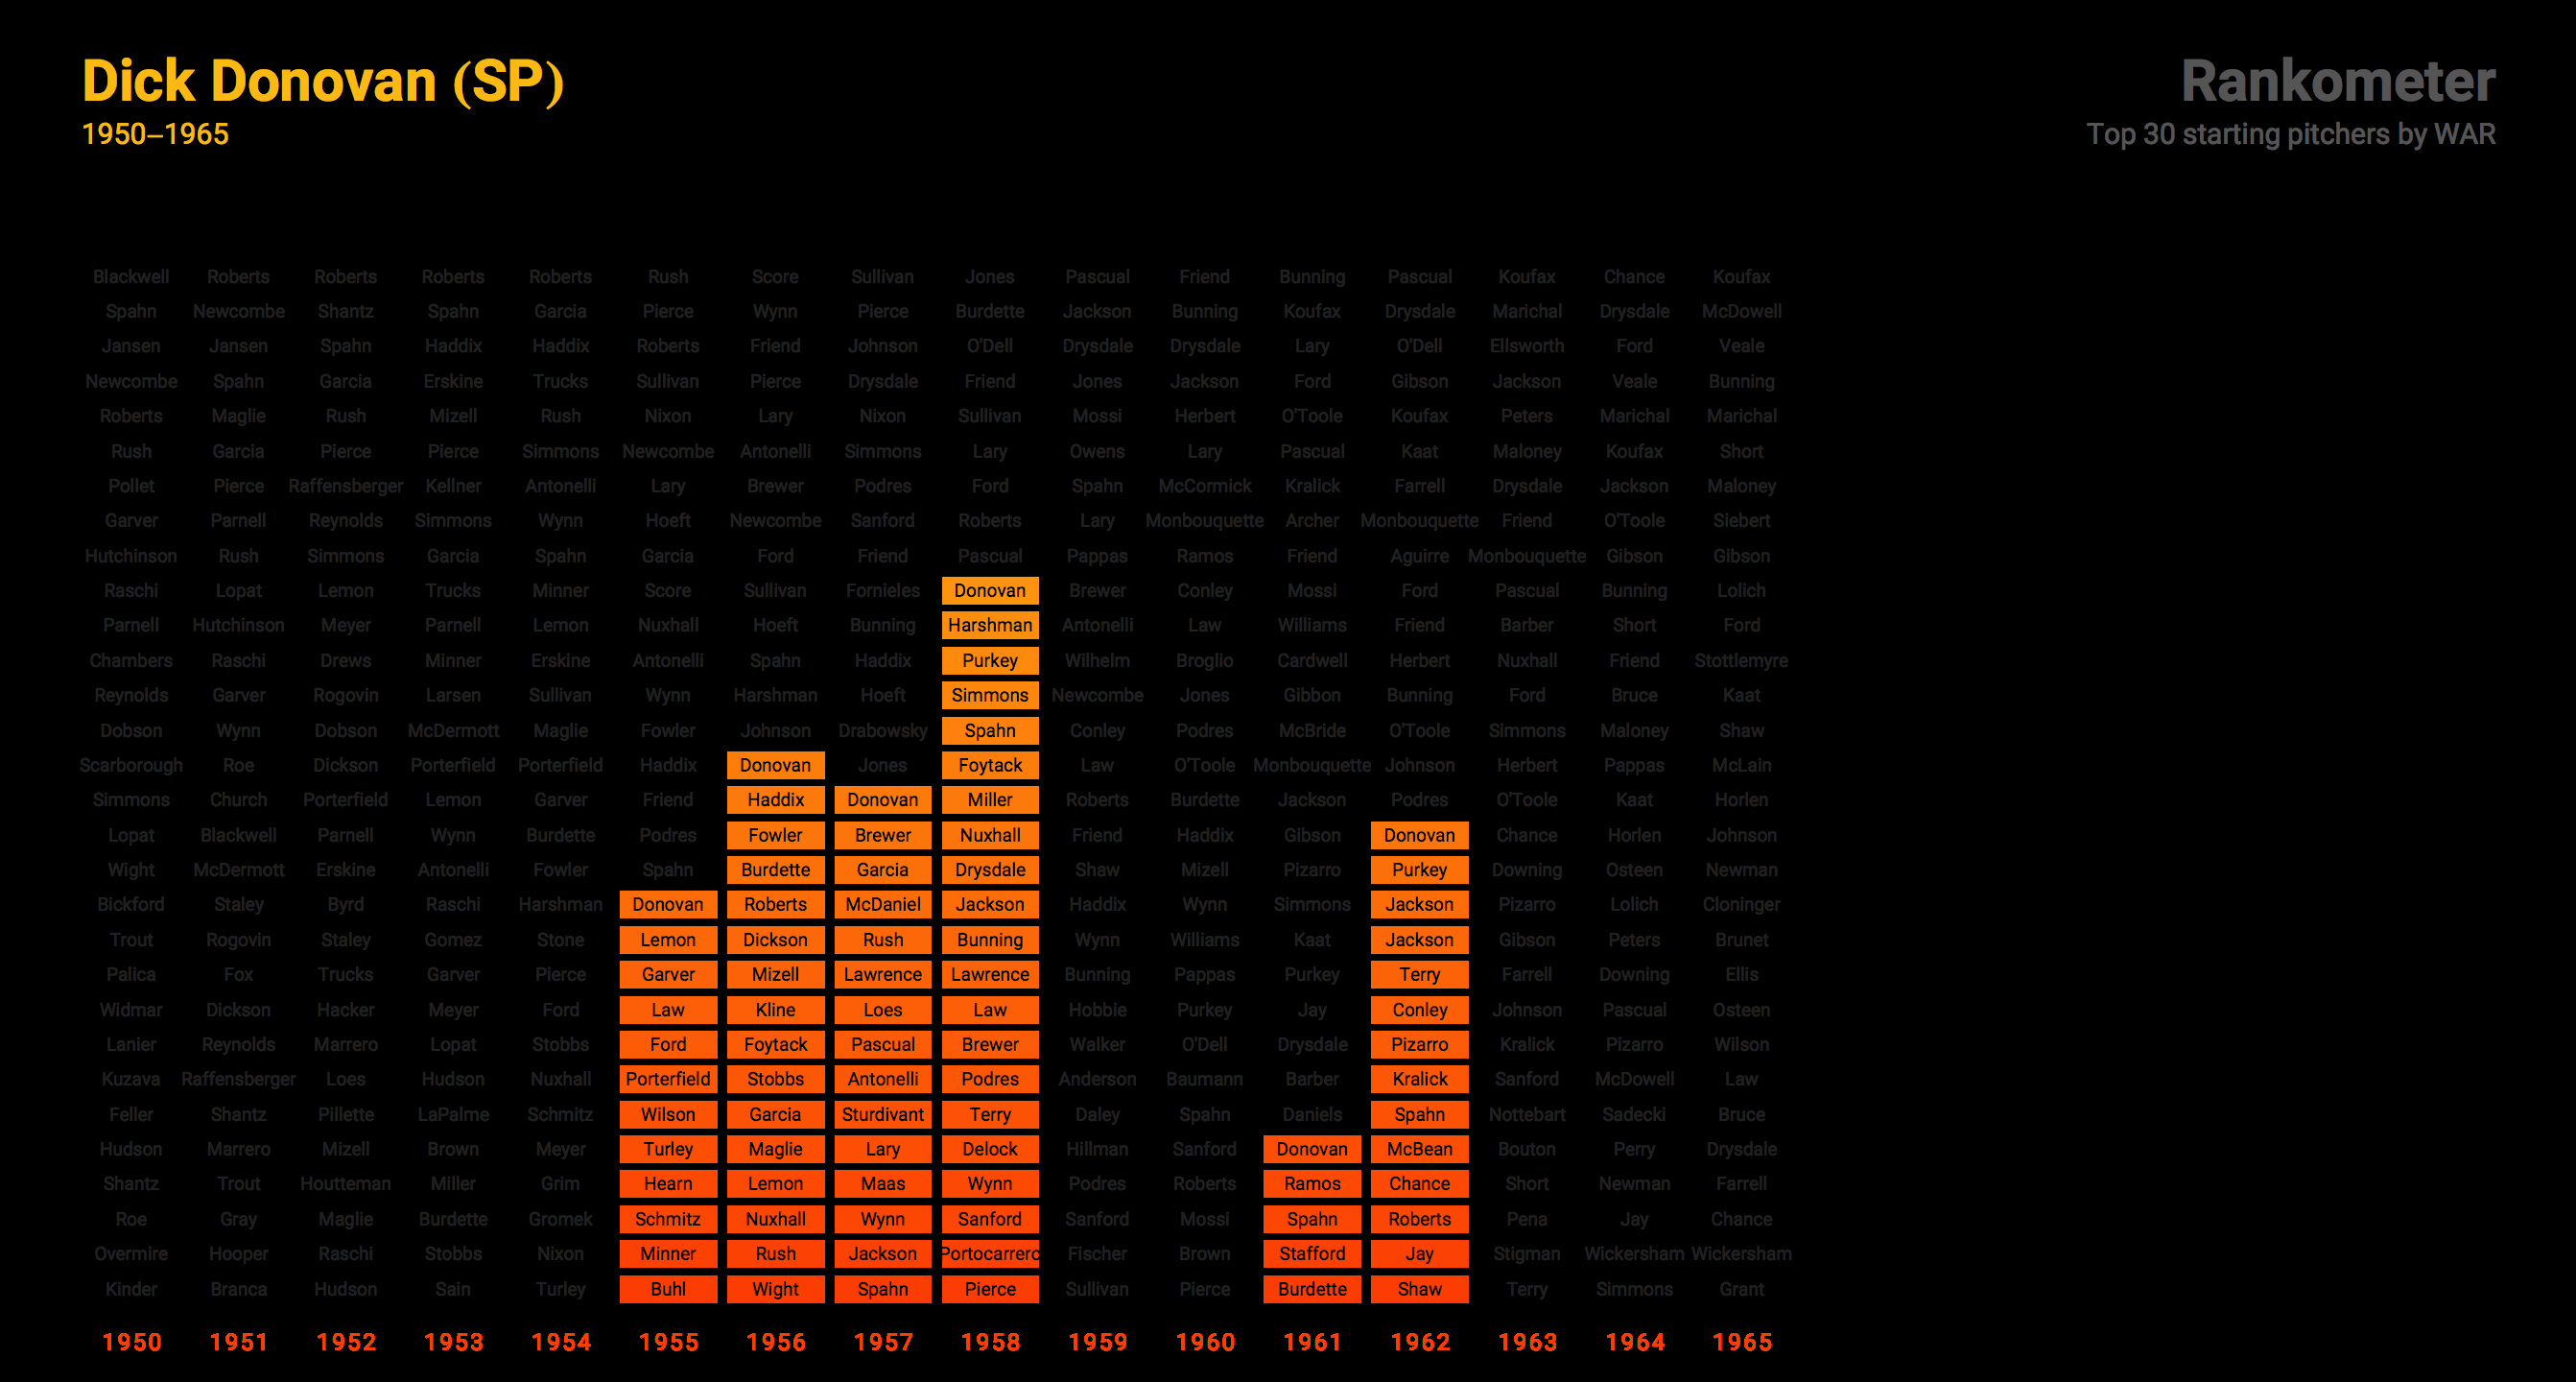 Dick Donovan (SP)
1950–1965
Rankometer
Top 30 starting pitchers by WAR
Blackwell Roberts Roberts Roberts Roberts Rush Score Sullivan Jones Pascual Friend Bunning Pascual Koufax Chance Koufax
Spahn Newcombe Shantz Spahn Garcia Pierce Wynn Pierce Burdette Jackson Bunning Koufax Drysdale Marichal Drysdale McDowell
Jansen Jansen Spahn Haddix Haddix Roberts Friend Johnson O'Dell Drysdale Drysdale Lary O'Dell Ellsworth Ford Veale
Newcombe Spahn Garcia Erskine Trucks Sullivan Pierce Drysdale Friend Jones Jackson Ford Gibson Jackson Veale Bunning
Roberts Maglie Rush Mizell Rush Nixon Lary Nixon Sullivan Mossi Herbert O'Toole Koufax Peters Marichal Marichal
Rush Garcia Pierce Pierce Simmons Newcombe Antonelli Simmons Lary Owens Lary Pascual Kaat Maloney Koufax Short
Pollet Pierce Raffensberger Kellner Antonelli Lary Brewer Podres Ford Spahn McCormick Kralick Farrell Drysdale Jackson Maloney
Garver Parnell Reynolds Simmons Wynn Hoeft Newcombe Sanford Roberts Lary Monbouquette Archer Monbouquette Friend O'Toole Siebert
Hutchinson Rush Simmons Garcia Spahn Garcia Ford Friend Pascual Pappas Ramos Friend Aguirre Monbouquette Gibson Gibson
Raschi Lopat Lemon Trucks Minner Score Sullivan Fornieles Donovan Brewer Conley Mossi Ford Pascual Bunning Lolich
Parnell Hutchinson Meyer Parnell Lemon Nuxhall Hoeft Bunning Harshman Antonelli Law Williams Friend Barber Short Ford
Chambers Raschi Drews Minner Erskine Antonelli Spahn Haddix Purkey Wilhelm Broglio Cardwell Herbert Nuxhall Friend Stottlemyre
Reynolds Garver Rogovin Larsen Sullivan Wynn Harshman Hoeft Simmons Newcombe Jones Gibbon Bunning Ford Bruce Kaat
Dobson Wynn Dobson McDermott Maglie Fowler Johnson Drabowsky Spahn Conley Podres McBride O'Toole Simmons Maloney Shaw
Scarborough Roe Dickson Porterfield Porterfield Haddix Donovan Jones Foytack Law O'Toole Monbouquette Johnson Herbert Pappas McLain
Simmons Church Porterfield Lemon Garver Friend Haddix Donovan Miller Roberts Burdette Jackson Podres O'Toole Kaat Horlen
Lopat Blackwell Parnell Wynn Burdette Podres Fowler Brewer Nuxhall Friend Haddix Gibson Donovan Chance Horlen Johnson
Wight McDermott Erskine Antonelli Fowler Spahn Burdette Garcia Drysdale Shaw Mizell Pizarro Purkey Downing Osteen Newman
Bickford Staley Byrd Raschi Harshman Donovan Roberts McDaniel Jackson Haddix Wynn Simmons Jackson Pizarro Lolich Cloninger
Trout Rogovin Staley Gomez Stone Lemon Dickson Rush Bunning Wynn Williams Kaat Jackson Gibson Peters Brunet
Palica Fox Trucks Garver Pierce Garver Mizell Lawrence Lawrence Bunning Pappas Purkey Terry Farrell Downing Ellis
Widmar Dickson Hacker Meyer Ford Law Kline Loes Law Hobbie Purkey Jay Conley Johnson Pascual Osteen
Lanier Reynolds Marrero Lopat Stobbs Ford Foytack Pascual Brewer Walker O'Dell Drysdale Pizarro Kralick Pizarro Wilson
Kuzava Raffensberger Loes Hudson Nuxhall Porterfield Stobbs Antonelli Podres Anderson Baumann Barber Kralick Sanford McDowell Law
Feller Shantz Pillette LaPalme Schmitz Wilson Garcia Sturdivant Terry Daley Spahn Daniels Spahn Nottebart Sadecki Bruce
Hudson Marrero Mizell Brown Meyer Turley Maglie Lary Delock Hillman Sanford Donovan McBean Bouton Perry Drysdale
Shantz Trout Houtteman Miller Grim Hearn Lemon Maas Wynn Podres Roberts Ramos Chance Short Newman Farrell
Roe Gray Maglie Burdette Gromek Schmitz Nuxhall Wynn Sanford Sanford Mossi Spahn Roberts Pena Jay Chance
Overmire Hooper Raschi Stobbs Nixon Minner Rush Jackson Portocarrero Fischer Brown Stafford Jay Stigman Wickersham Wickersham
Kinder Branca Hudson Sain Turley Buhl Wight Spahn Pierce Sullivan Pierce Burdette Shaw Terry Simmons Grant
1950 1951 1952 1953 1954 1955 1956 1957 1958 1959 1960 1961 1962 1963 1964 1965